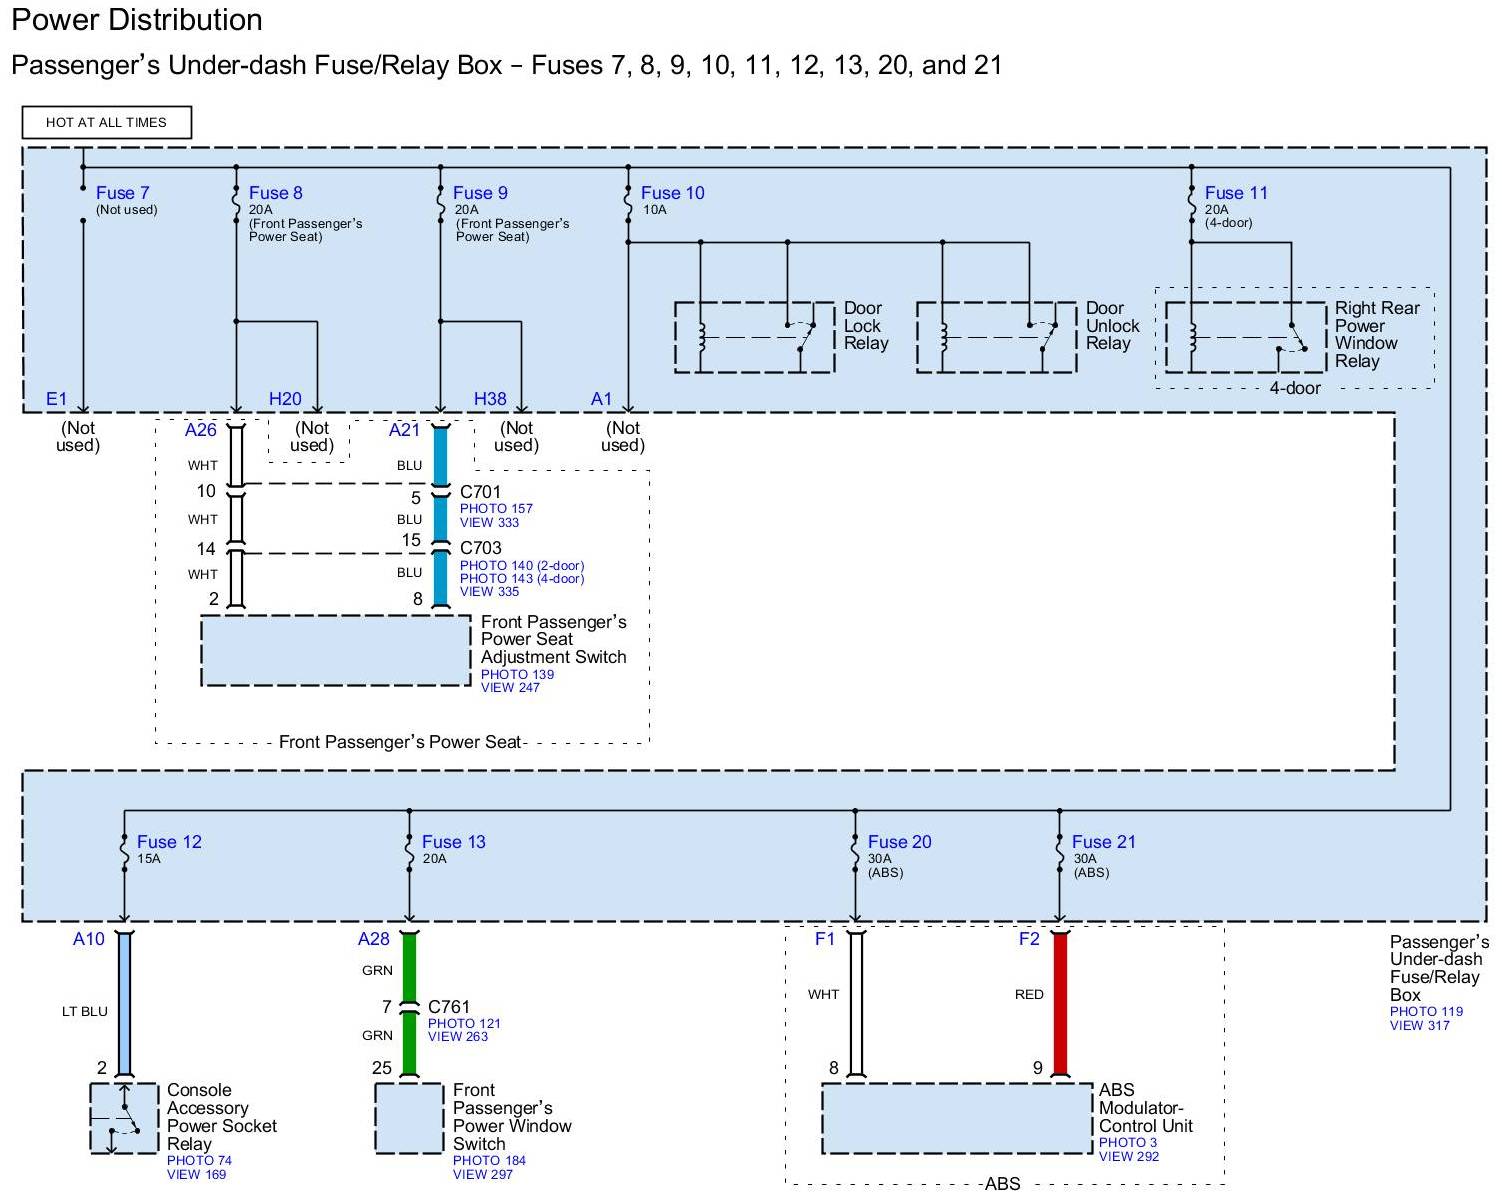 Power Distribution
Passenger's Under-dash Fuse/Relay Box – Fuses 7, 8, 9, 10, 11, 12, 13, 20, and 21
HOT AT ALL TIMES
Fuse 7
(Not used)
Fuse 8
20A
(Front Passenger's
Power Seat)
Fuse 9
20A
(Front Passenger's
Power Seat)
Fuse 10
10A
Fuse 11
20A
(4-door)
Door
Lock
Relay
Door
Unlock
Relay
Right Rear
Power
Window
Relay
4-door
E1
H20
H38
A1
(Not
used)
A26
(Not
used)
A21
(Not
used)
(Not
used)
WHT
BLU
10
5
C701
PHOTO 157
VIEW 333
WHT
BLU
14
15
C703
PHOTO 140 (2-door)
PHOTO 143 (4-door)
VIEW 335
WHT
BLU
2
8
Front Passenger's
Power Seat
Adjustment Switch
PHOTO 139
VIEW 247
Front Passenger's Power Seat
Fuse 12
15A
Fuse 13
20A
Fuse 20
30A
(ABS)
Fuse 21
30A
(ABS)
A10
A28
F1
F2
Passenger's
Under-dash
Fuse/Relay
Box
PHOTO 119
VIEW 317
LT BLU
GRN
7
C761
PHOTO 121
VIEW 263
GRN
WHT
RED
2
25
8
9
Console
Accessory
Power Socket
Relay
PHOTO 74
VIEW 169
Front
Passenger's
Power Window
Switch
PHOTO 184
VIEW 297
ABS
Modulator-
Control Unit
PHOTO 3
VIEW 292
ABS